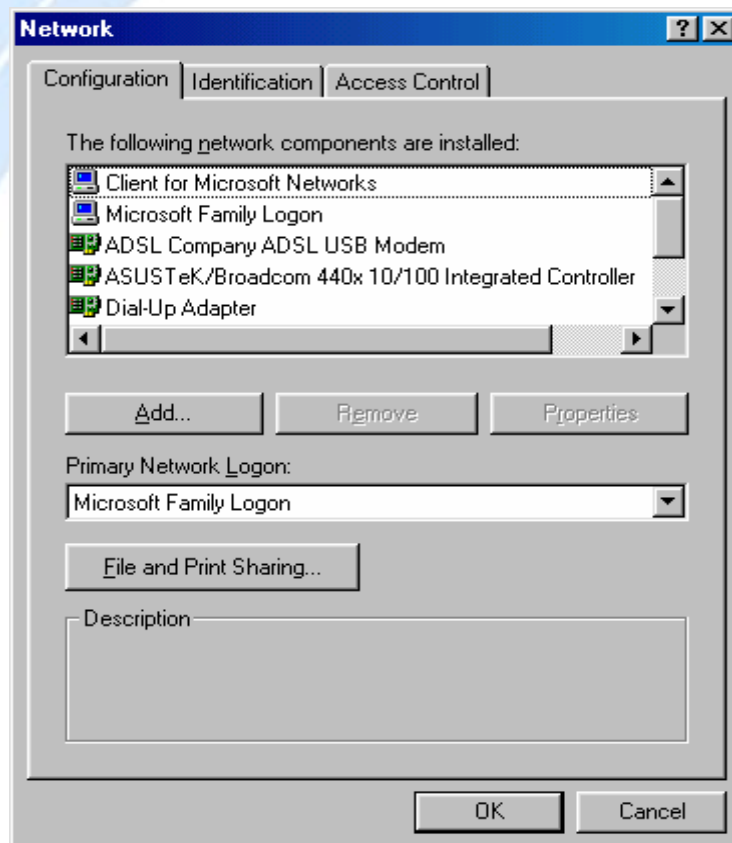 Network
Configuration Identification Access Control
The following network components are installed:
Client for Microsoft Networks
Microsoft Family Logon
ADSL Company ADSL USB Modem
ASUSTeK/Broadcom 440x 10/100 Integrated Controller
Dial-Up Adapter
Add... Remove Properties
Primary Network Logon:
Microsoft Family Logon
File and Print Sharing...
Description
OK Cancel